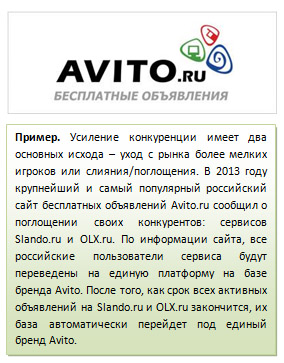 AVITO.RU
БЕСПЛАТНЫЕ ОБЪЯВЛЕНИЯ
Пример. Усиление конкуренции имеет два
основных исхода – уход с рынка более мелких
игроков или слияния/поглощения. В 2013 году
крупнейший и самый популярный российский
сайт бесплатных объявлений Avito.ru сообщил о
поглощении своих конкурентов: сервисов
Slando.ru и OLX.ru. По информации сайта, все
российские пользователи сервиса будут
переведены на единую платформу на базе
бренда Avito. После того, как срок всех активных
объявлений на Slando.ru и OLX.ru закончится, их
база автоматически перейдет под единый
бренд Avito.